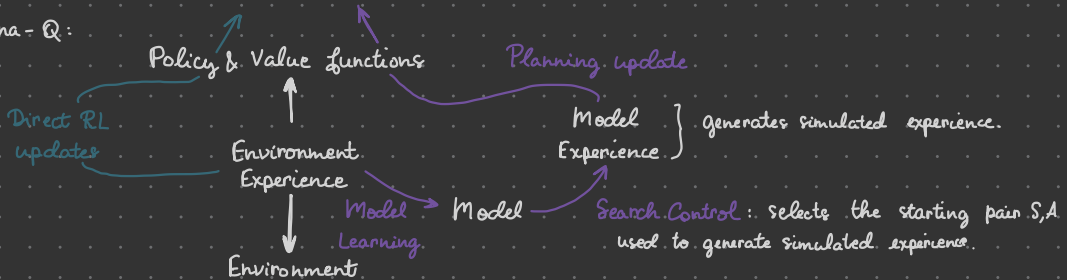 na-Q:
Policy & Value functions
Planning update
Direct RL
updates
Model
Experience
generates simulated experience.
Environment
Experience
Model
Learning
Model
Search Control: selects the starting pair S,A
used to generate simulated experience.
Environment